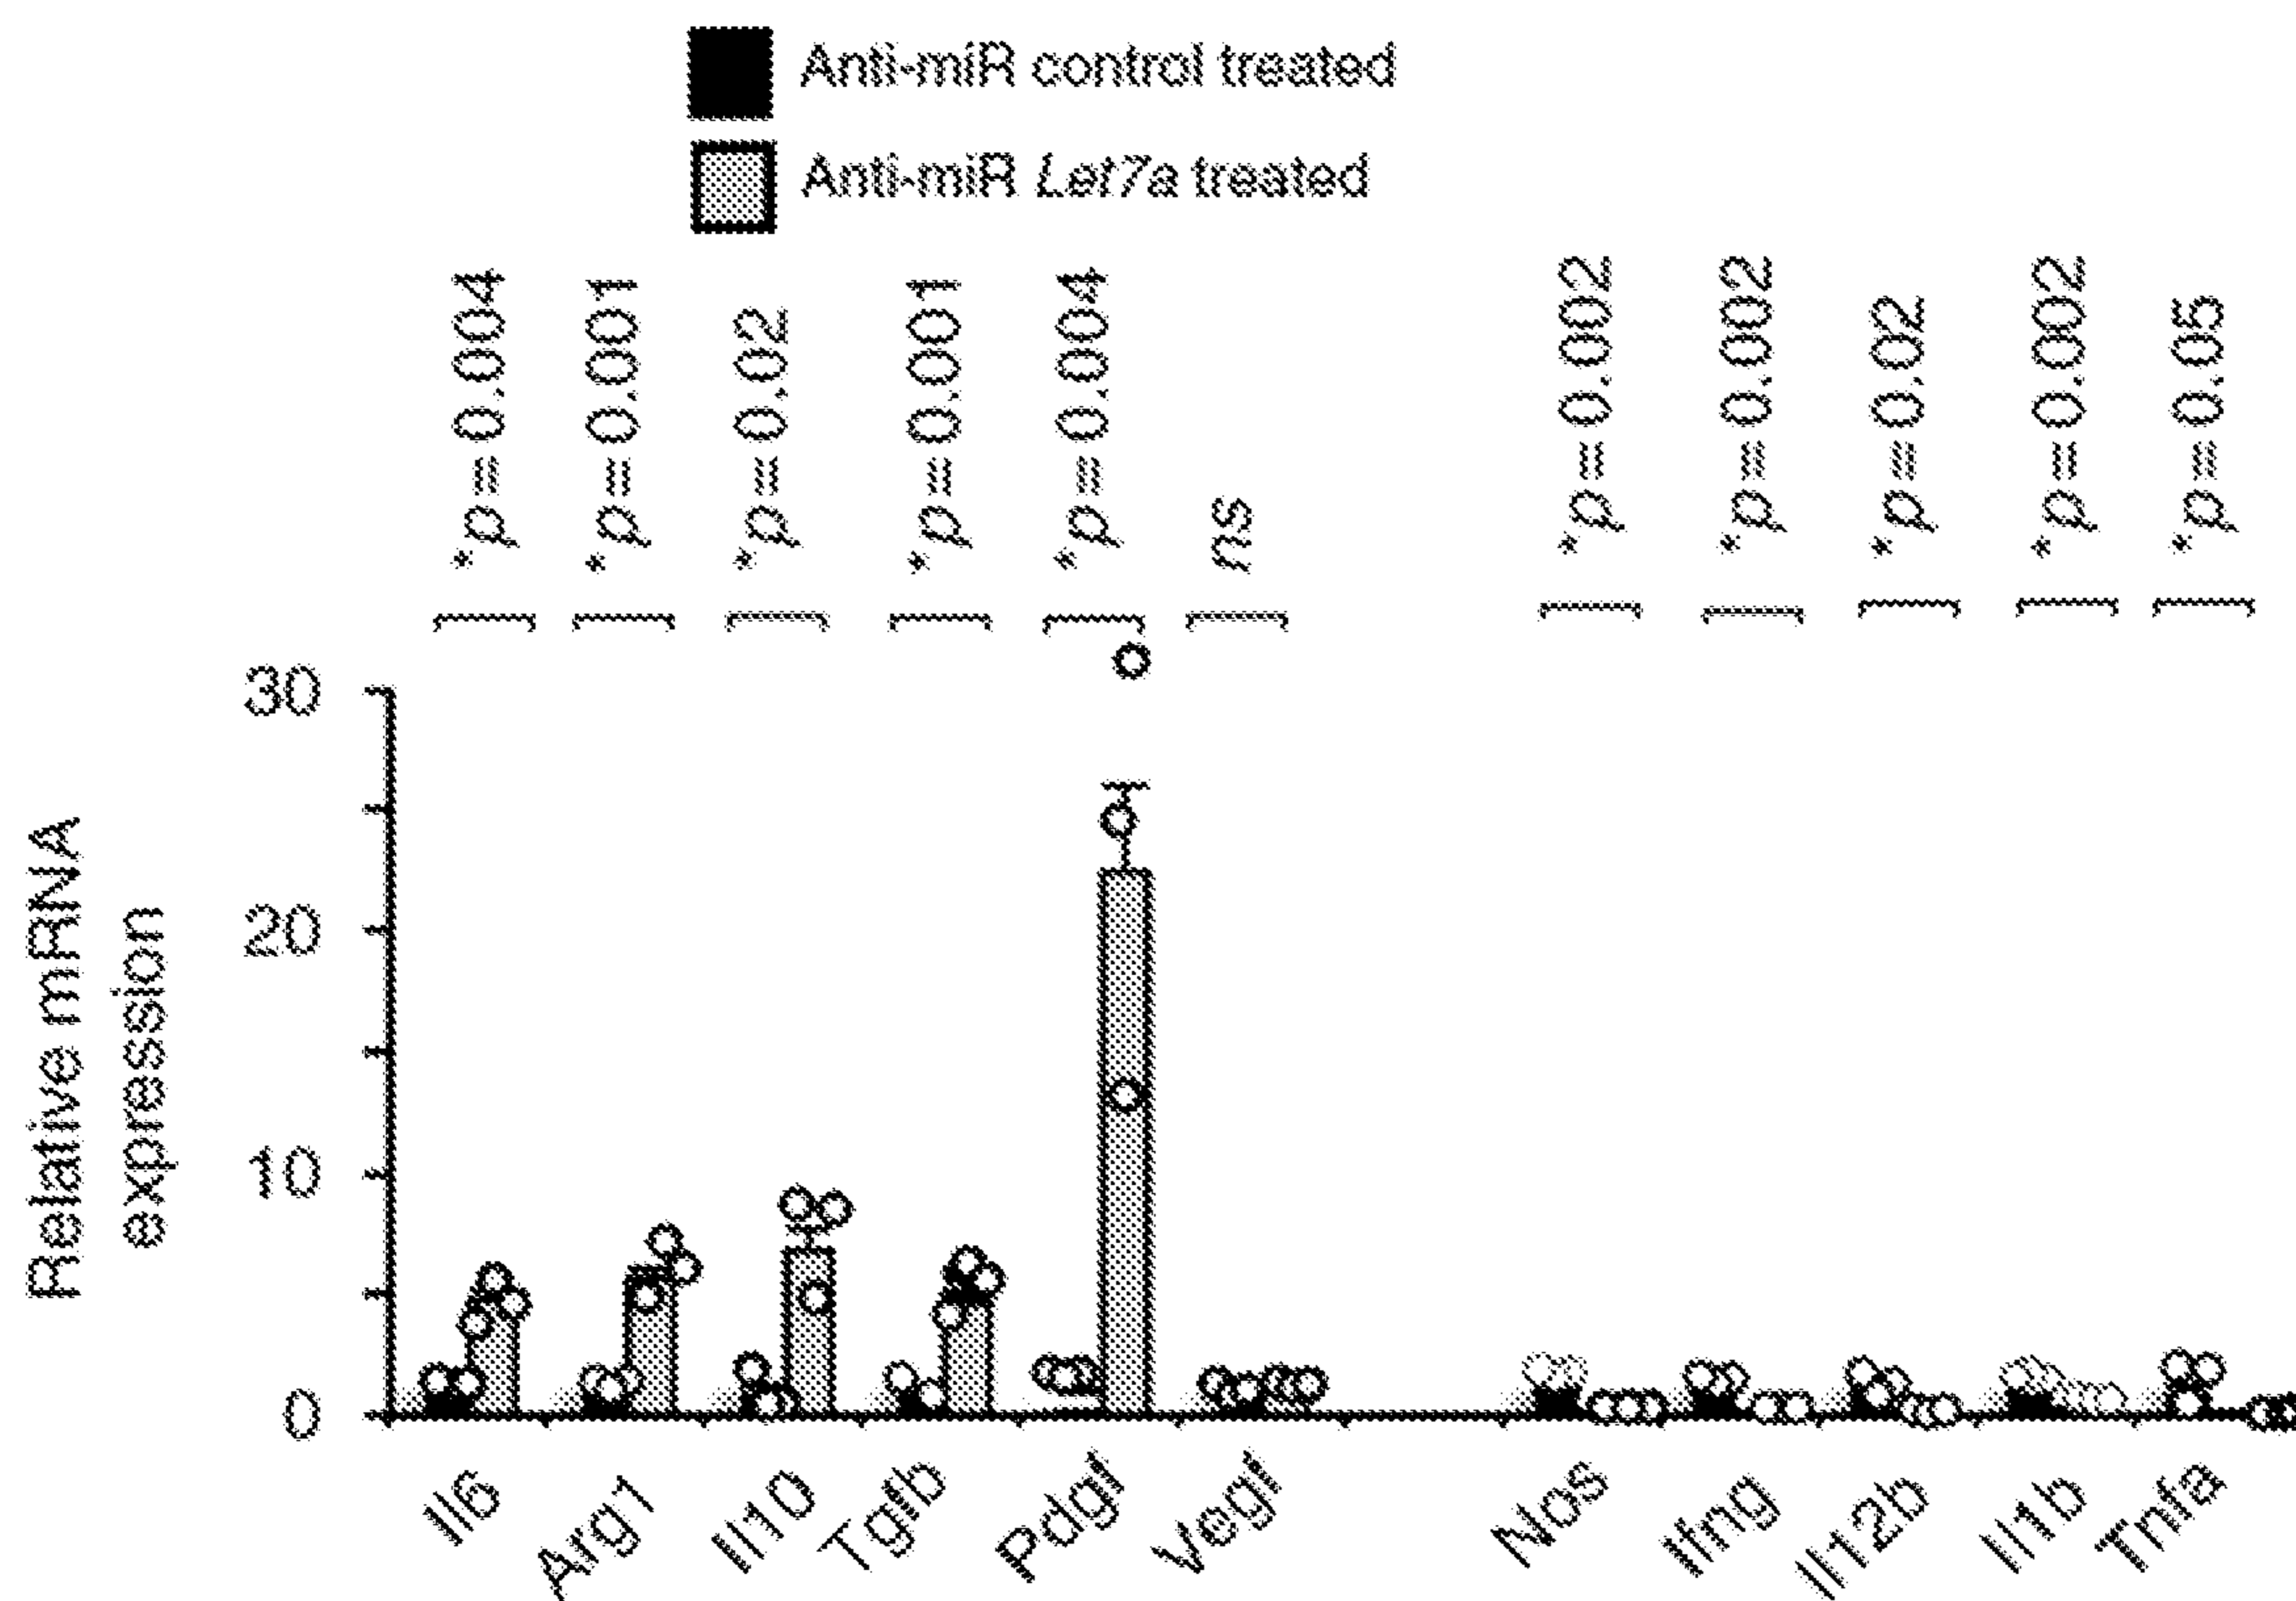 Anti-miR control treated
Anti-miR Let7a treated
*p=0.004
*p=0.001
*p=0.02
*p=0.001
*p=0.004
ns
*p=0.002
*p=0.002
*p=0.02
*p=0.002
*p=0.05
Relative mRNA
expression
30
20
10
0
Il6
Arg1
Il10
Tgfb
Pdgf
Vegf
Nos
Ifng
Il12b
Il1b
Tnfa